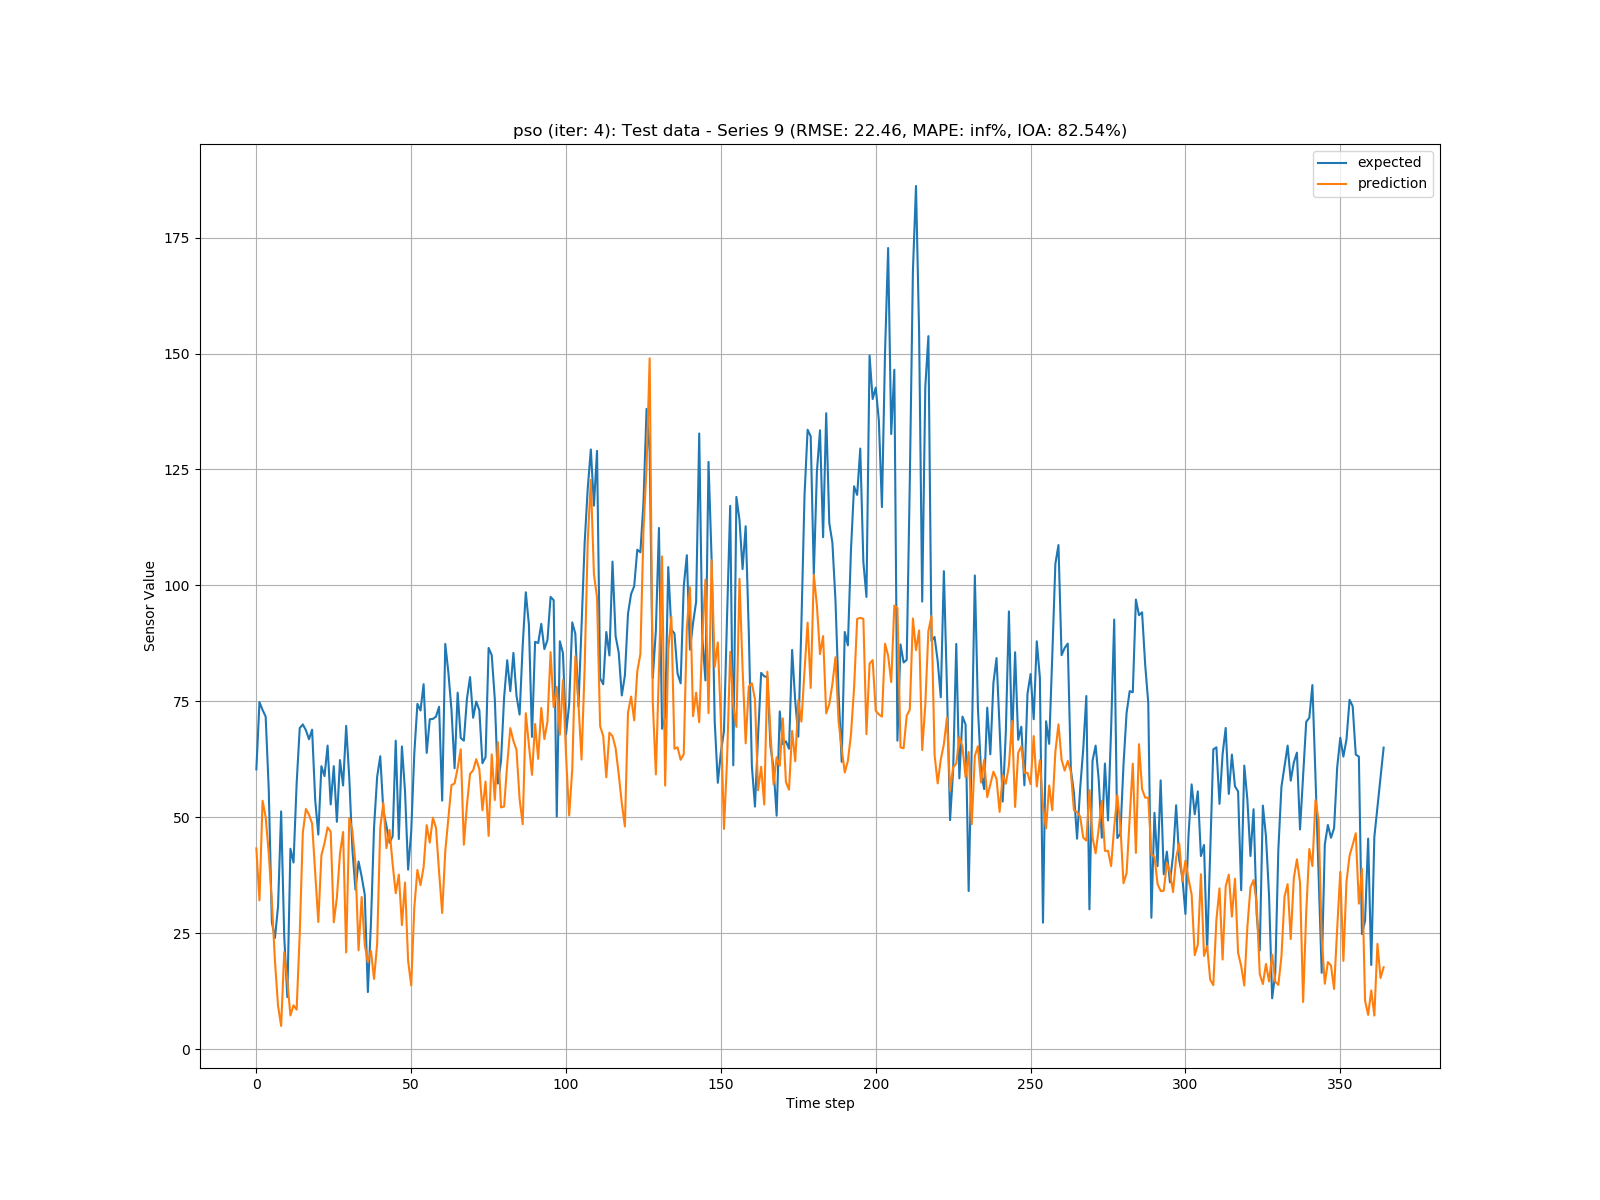 pso (iter: 4): Test data - Series 9 (RMSE: 22.46, MAPE: inf%, IOA: 82.54%)
expected
prediction
175
150
125
100
75
50
25
0
Sensor Value
0 50 100 150 200 250 300 350
Time step